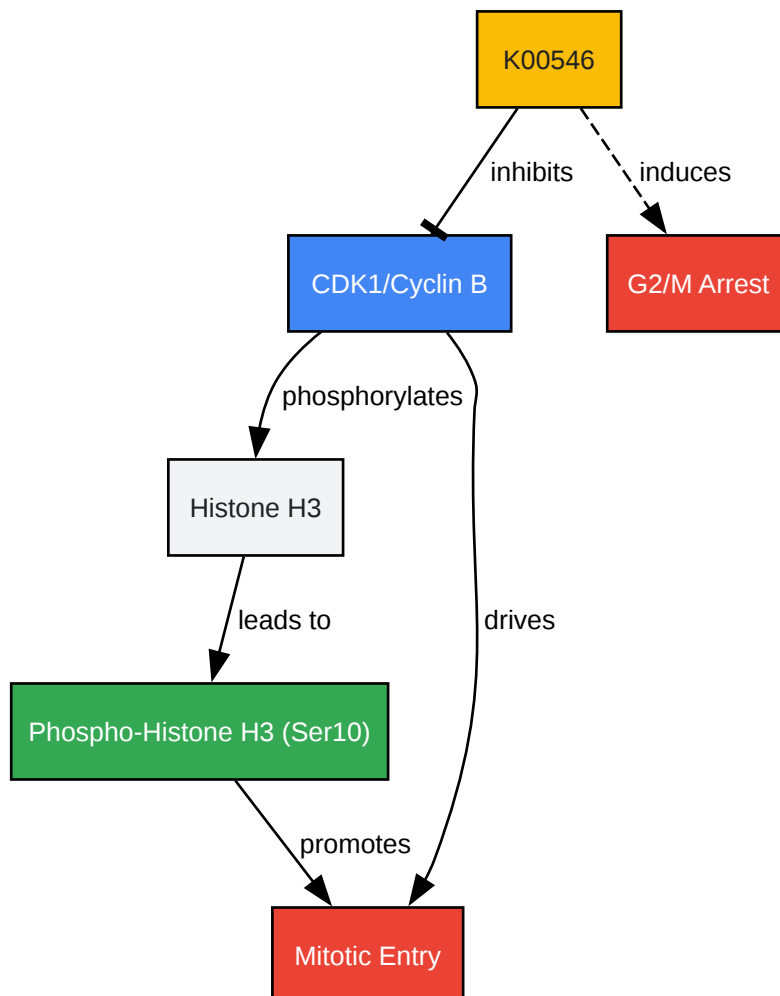 K00546
inhibits
induces
CDK1/Cyclin B
G2/M Arrest
phosphorylates
Histone H3
leads to
drives
Phospho-Histone H3 (Ser10)
promotes
Mitotic Entry